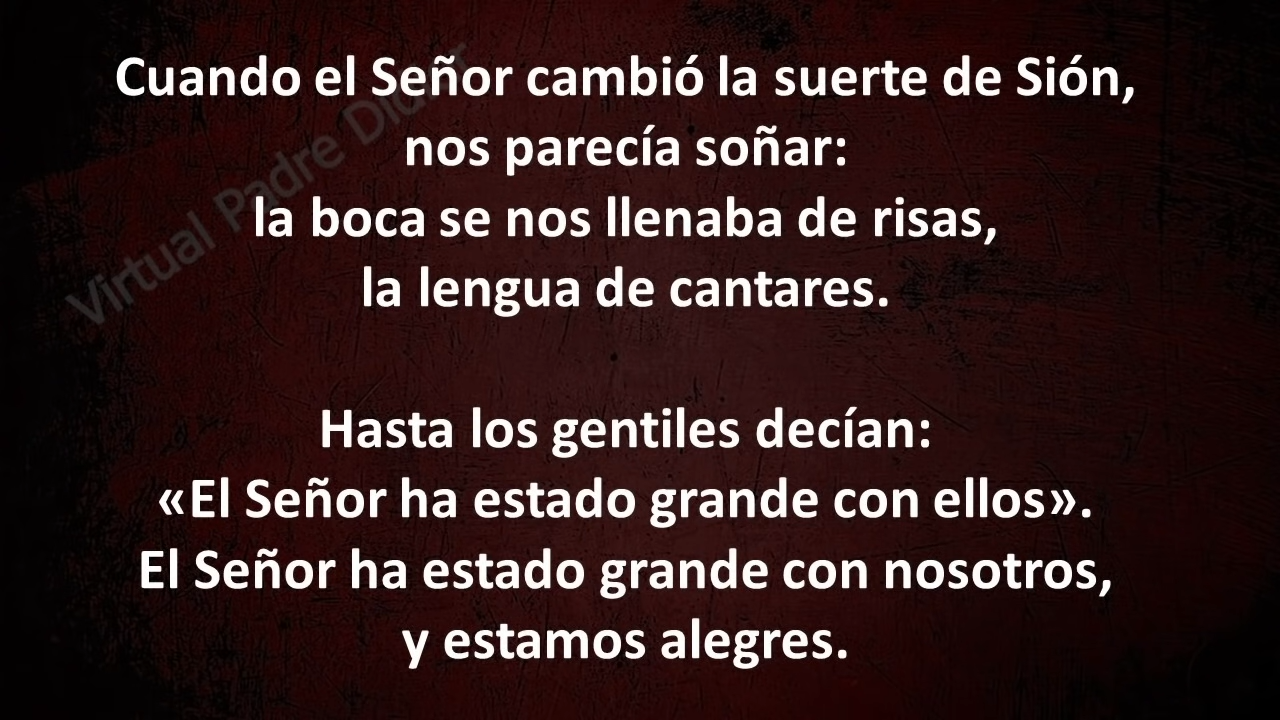 Cuando el Señor cambió la suerte de Sión,
nos parecía soñar:
la boca se nos llenaba de risas,
la lengua de cantares.
Hasta los gentiles decían:
«El Señor ha estado grande con ellos».
El Señor ha estado grande con nosotros,
y estamos alegres.
Virtual Padre